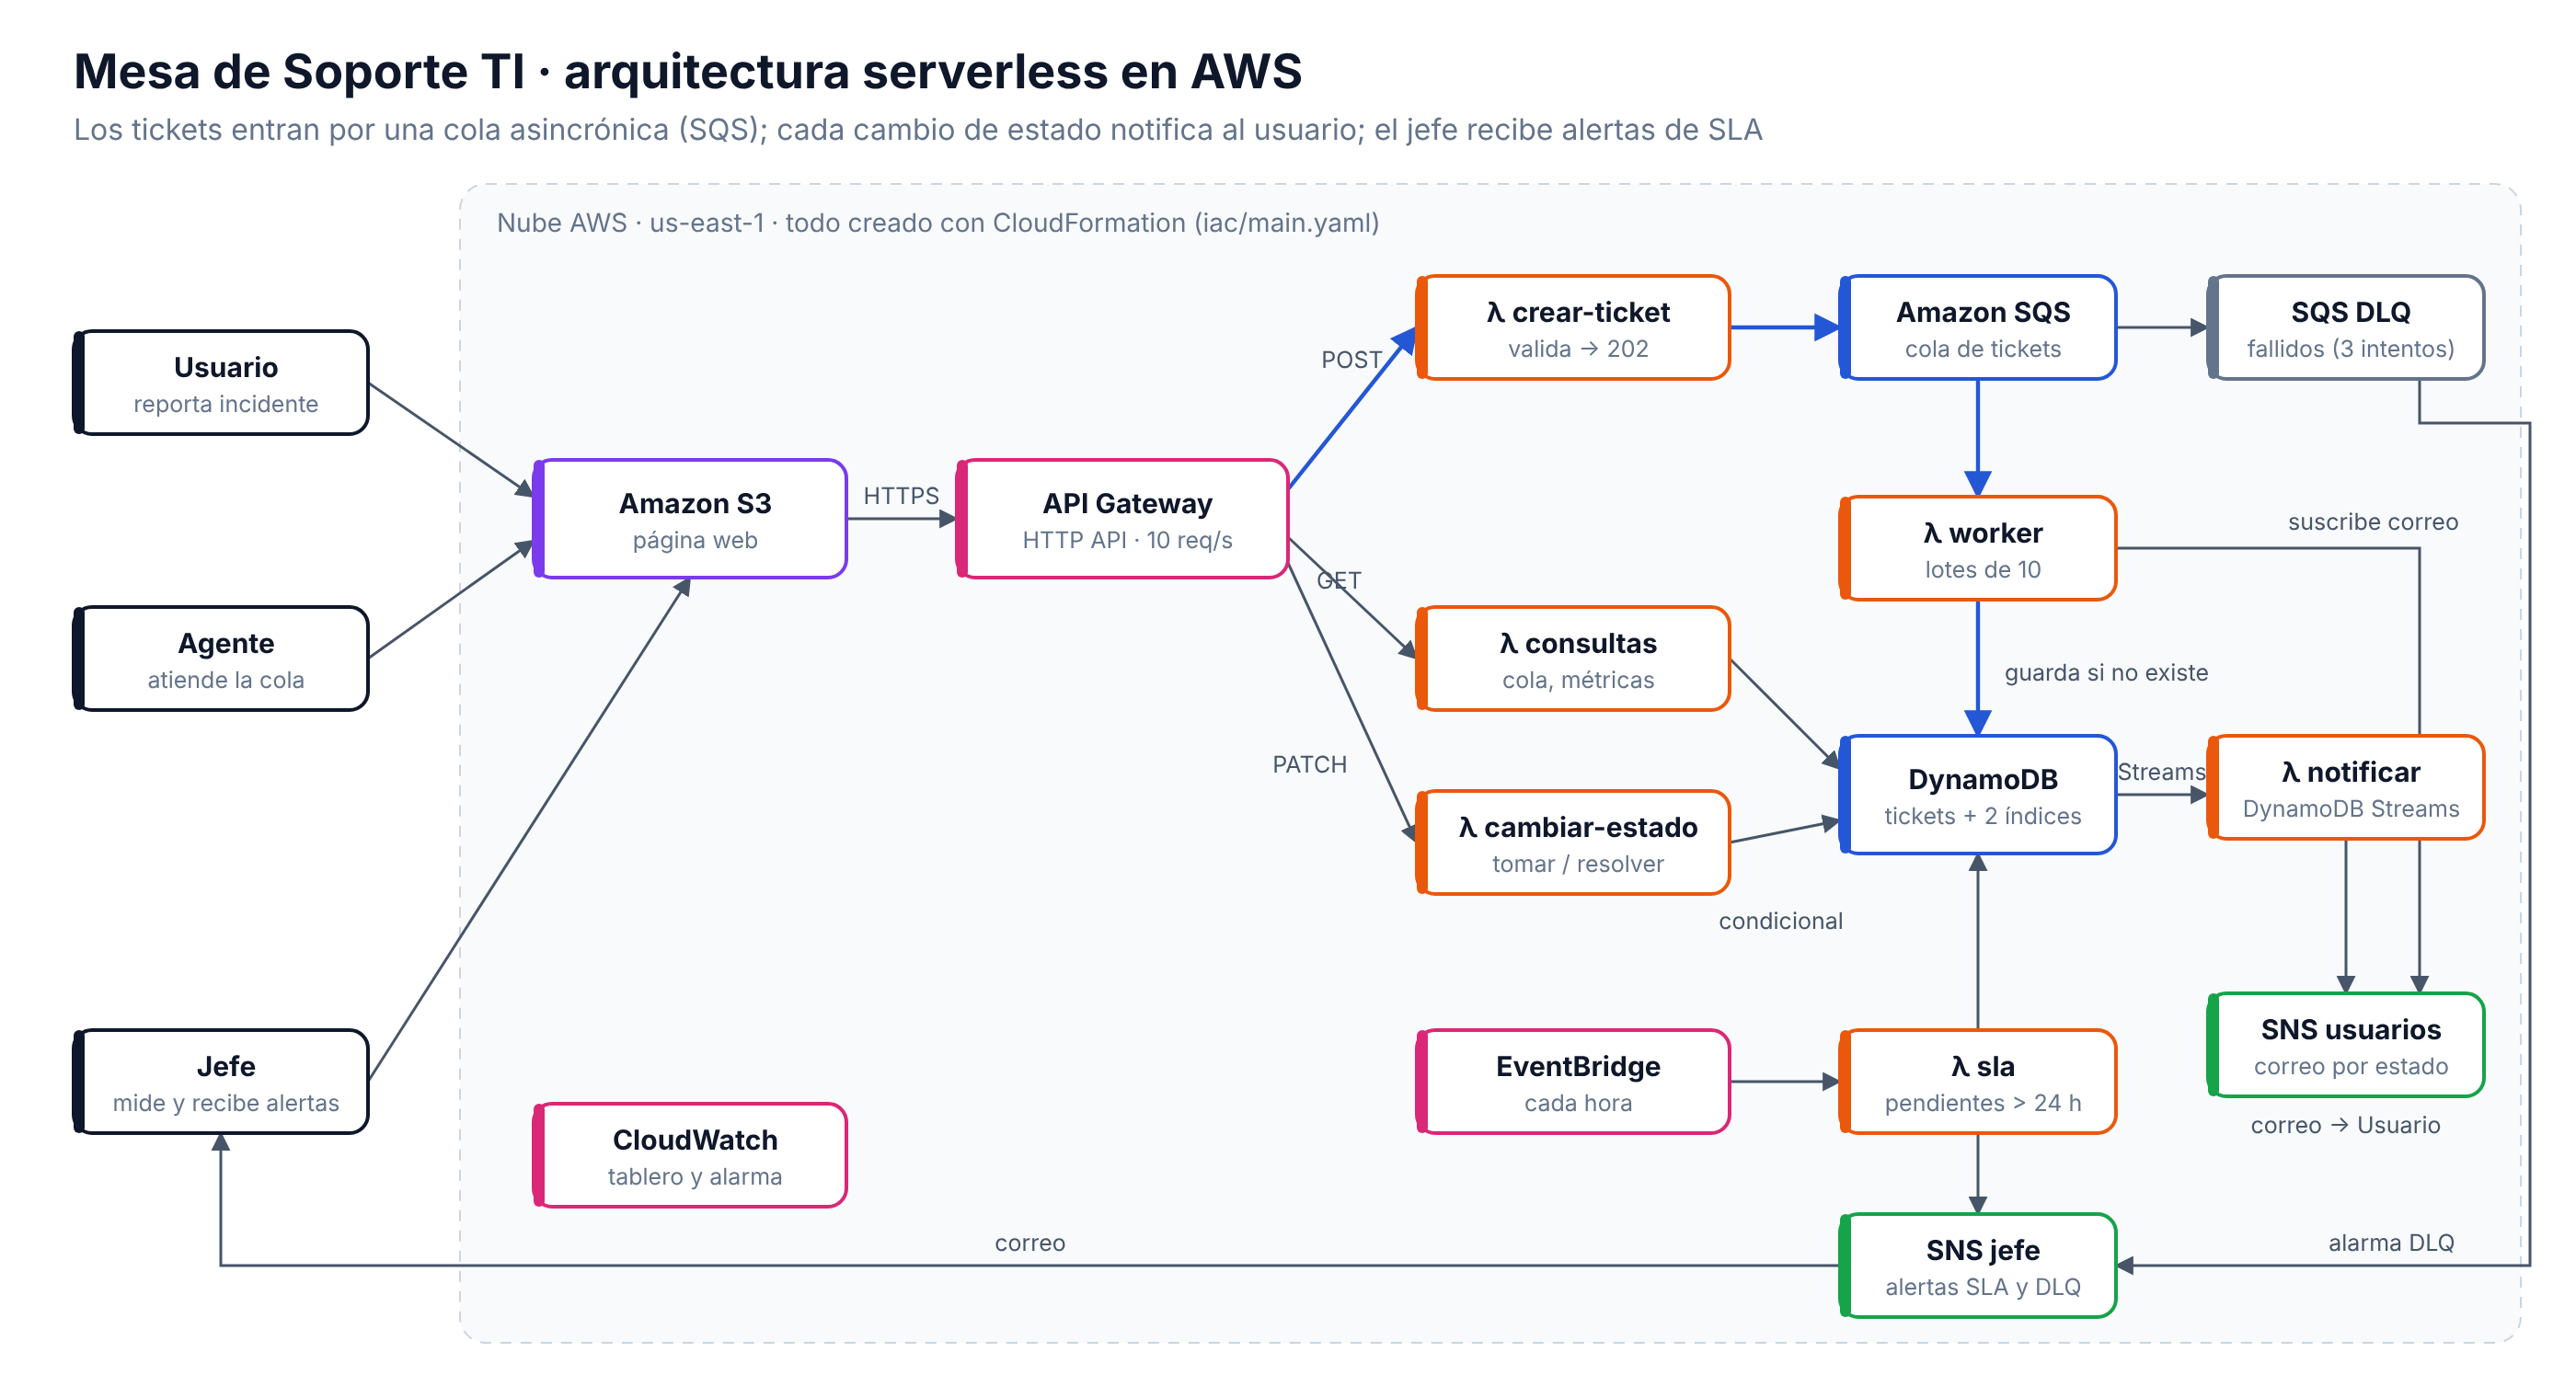 Mesa de Soporte TI · arquitectura serverless en AWS
Los tickets entran por una cola asincrónica (SQS); cada cambio de estado notifica al usuario; el jefe recibe alertas de SLA
Nube AWS · us-east-1 · todo creado con CloudFormation (iac/main.yaml)
Usuario
reporta incidente
Agente
atiende la cola
Jefe
mide y recibe alertas
Amazon S3
página web
HTTPS
API Gateway
HTTP API · 10 req/s
POST
GET
PATCH
λ crear-ticket
valida → 202
Amazon SQS
cola de tickets
SQS DLQ
fallidos (3 intentos)
λ worker
lotes de 10
suscribe correo
λ consultas
cola, métricas
guarda si no existe
λ cambiar-estado
tomar / resolver
condicional
DynamoDB
tickets + 2 índices
Streams
λ notificar
DynamoDB Streams
EventBridge
cada hora
λ sla
pendientes > 24 h
SNS usuarios
correo por estado
correo → Usuario
CloudWatch
tablero y alarma
correo
SNS jefe
alertas SLA y DLQ
alarma DLQ